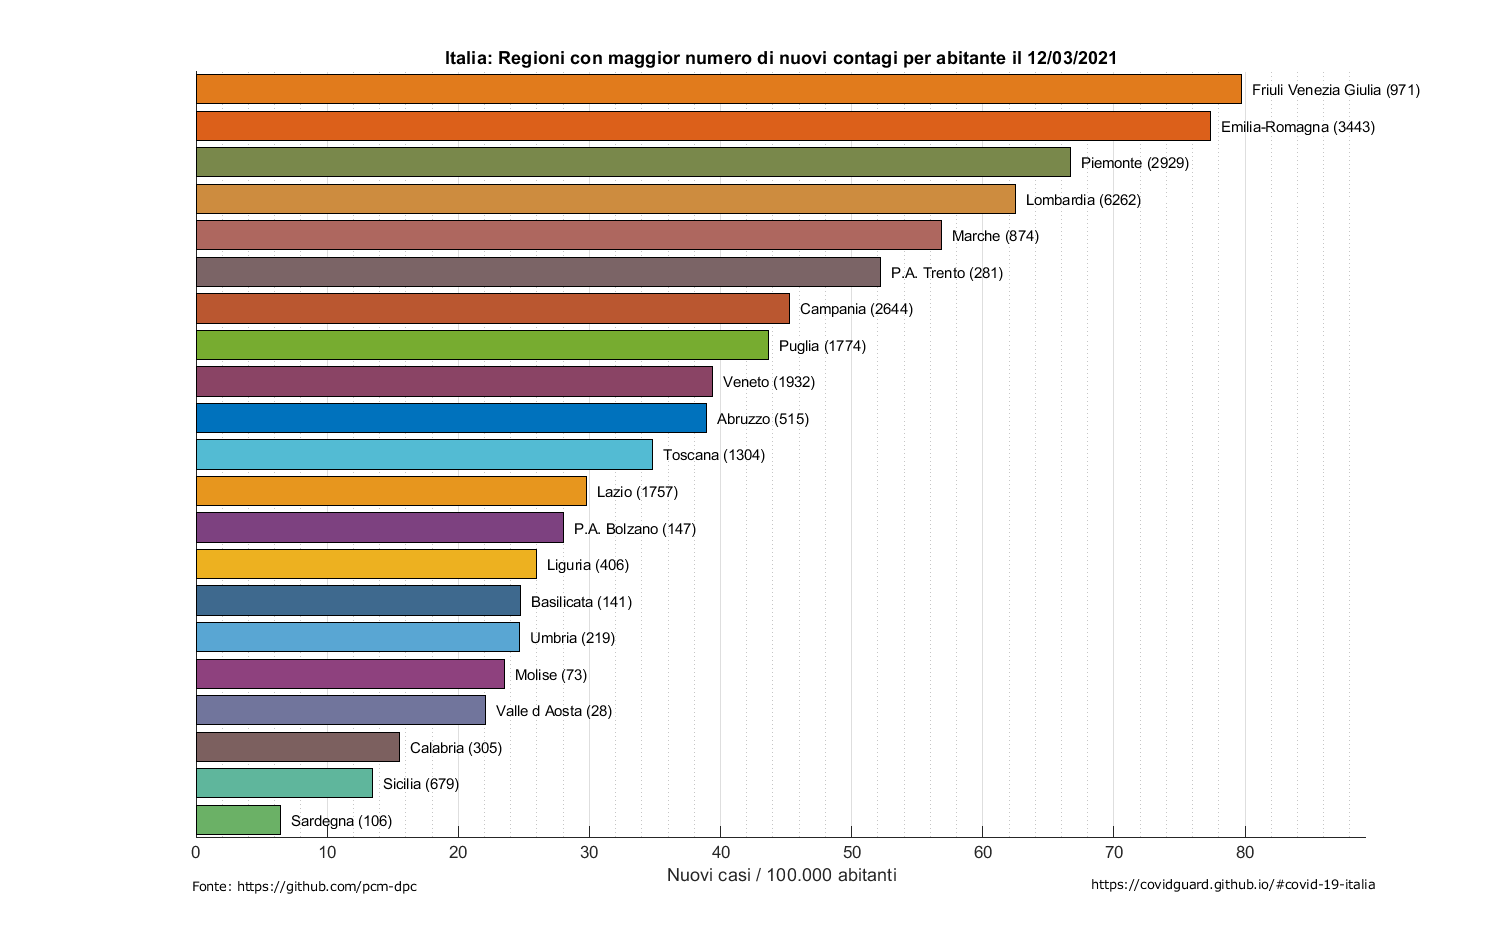 Italia: Regioni con maggior numero di nuovi contagi per abitante il 12/03/2021
Friuli Venezia Giulia (971)
Emilia-Romagna (3443)
Piemonte (2929)
Lombardia (6262)
Marche (874)
P.A. Trento (281)
Campania (2644)
Puglia (1774)
Veneto (1932)
Abruzzo (515)
Toscana (1304)
Lazio (1757)
P.A. Bolzano (147)
Liguria (406)
Basilicata (141)
Umbria (219)
Molise (73)
Valle d Aosta (28)
Calabria (305)
Sicilia (679)
Sardegna (106)
0 10 20 30 40 50 60 70 80
Nuovi casi / 100.000 abitanti
Fonte: https://github.com/pcm-dpc
https://covidguard.github.io/#covid-19-italia